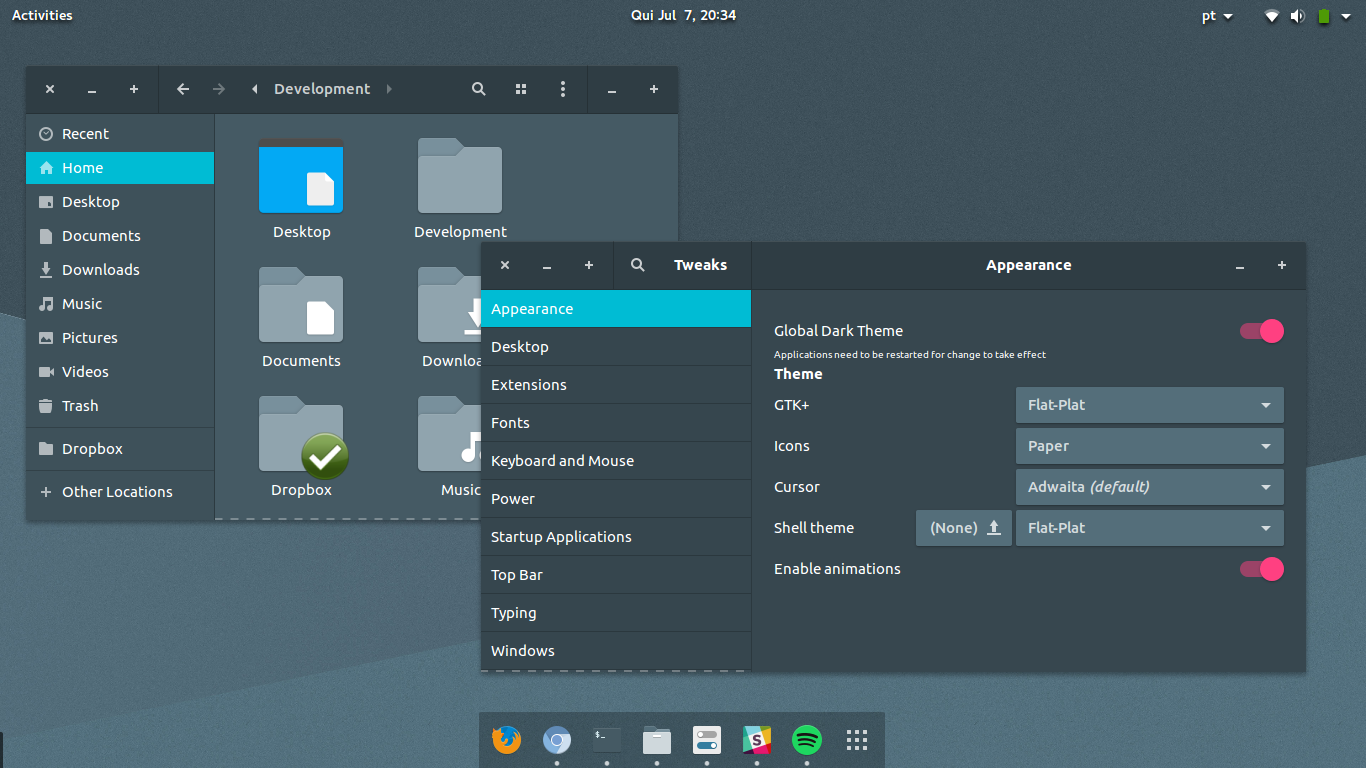 Activities
Qui Jul 7, 20:34
pt
Development
Recent
Home
Desktop
Documents
Downloads
Music
Pictures
Videos
Trash
Dropbox
Other Locations
Desktop
Development
Documents
Downloa
Dropbox
Music
Tweaks
Appearance
Appearance
Desktop
Extensions
Fonts
Keyboard and Mouse
Power
Startup Applications
Top Bar
Typing
Windows
Global Dark Theme
Applications need to be restarted for change to take effect
Theme
GTK+ Flat-Plat
Icons Paper
Cursor Adwaita (default)
Shell theme (None) Flat-Plat
Enable animations
$_
S